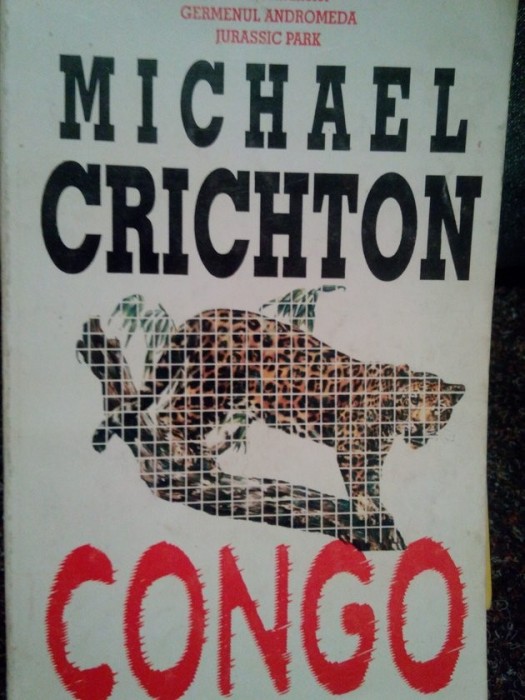 GERMENUL ANDROMEDA
JURASSIC PARK
MICHAEL
CRICHTON
CONGO